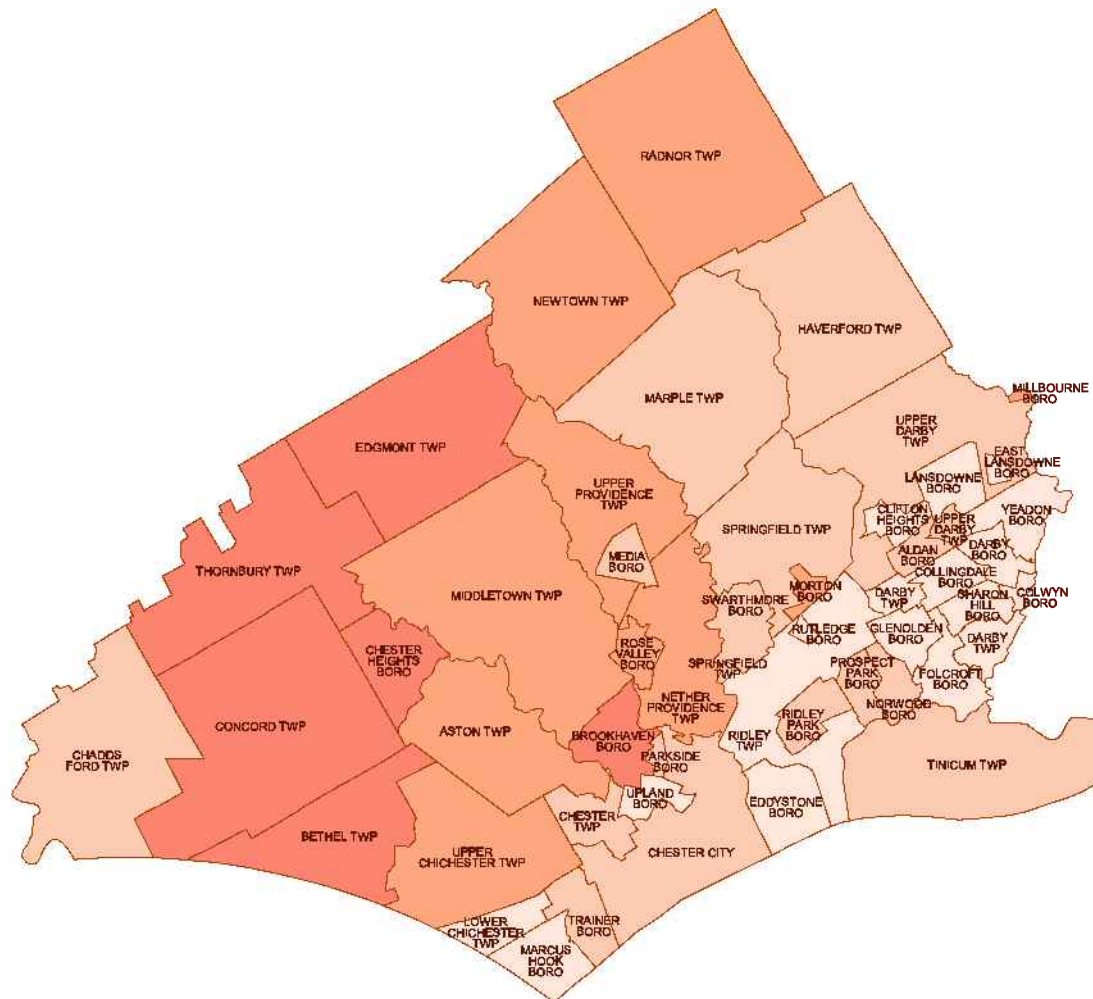 RADNOR TWP
NEWTOWN TWP
HAVERFORD TWP
MARPLE TWP
MILLBOURNE
BORO
EDGMONT TWP
UPPER
DARBY
TWP
EAST
LANSDOWNE
BORO
LANSDOWNE
BORO
UPPER
PROVIDENCE
TWP
CLIFTON
HEIGHTS
BORO
UPPER
DARBY
TWP
YEADON
BORO
SPRINGFIELD TWP
DARBY
BORO
MEDIA
BORO
ALDAN
BORO
THORNBURY TWP
COLLINGDALE
BORO
MIDDLETOWN TWP
MORTON
BORO
DARBY
TWP
SHARON
HILL
BORO
COLWYN
BORO
SWARTHMORE
BORO
RUTLEDGE
BORO
GLENOLDEN
BORO
DARBY
TWP
CHESTER
HEIGHTS
BORO
ROSE
VALLEY
BORO
SPRINGFIELD
TWP
PROSPECT
PARK
BORO
FOLCROFT
BORO
NETHER
PROVIDENCE
TWP
NORWOOD
BORO
CONCORD TWP
ASTON TWP
BROOKHAVEN
BORO
RIDLEY
TWP
RIDLEY
PARK
BORO
CHADDS
FORD TWP
PARKSIDE
BORO
TINICUM TWP
UPLAND
BORO
EDDYSTONE
BORO
CHESTER
TWP
BETHEL TWP
UPPER
CHICHESTER TWP
CHESTER CITY
LOWER
CHICHESTER
TWP
TRAINER
BORO
MARCUS
HOOK
BORO